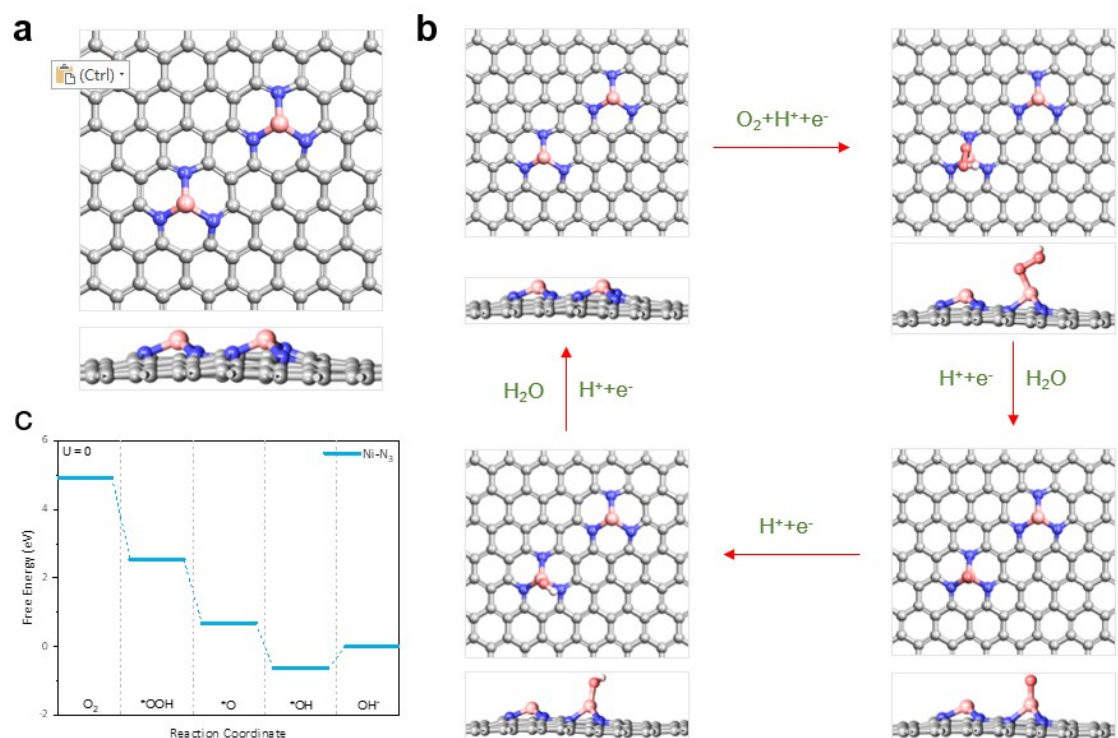 a
(Ctrl)
b
O₂+H⁺+e⁻
H₂O
H⁺+e⁻
H⁺+e⁻
H₂O
H⁺+e⁻
c
U = 0
Ni-N₃
6
4
2
0
-2
Free Energy (eV)
O₂
*OOH
*O
*OH
OH⁻
Reaction Coordinate